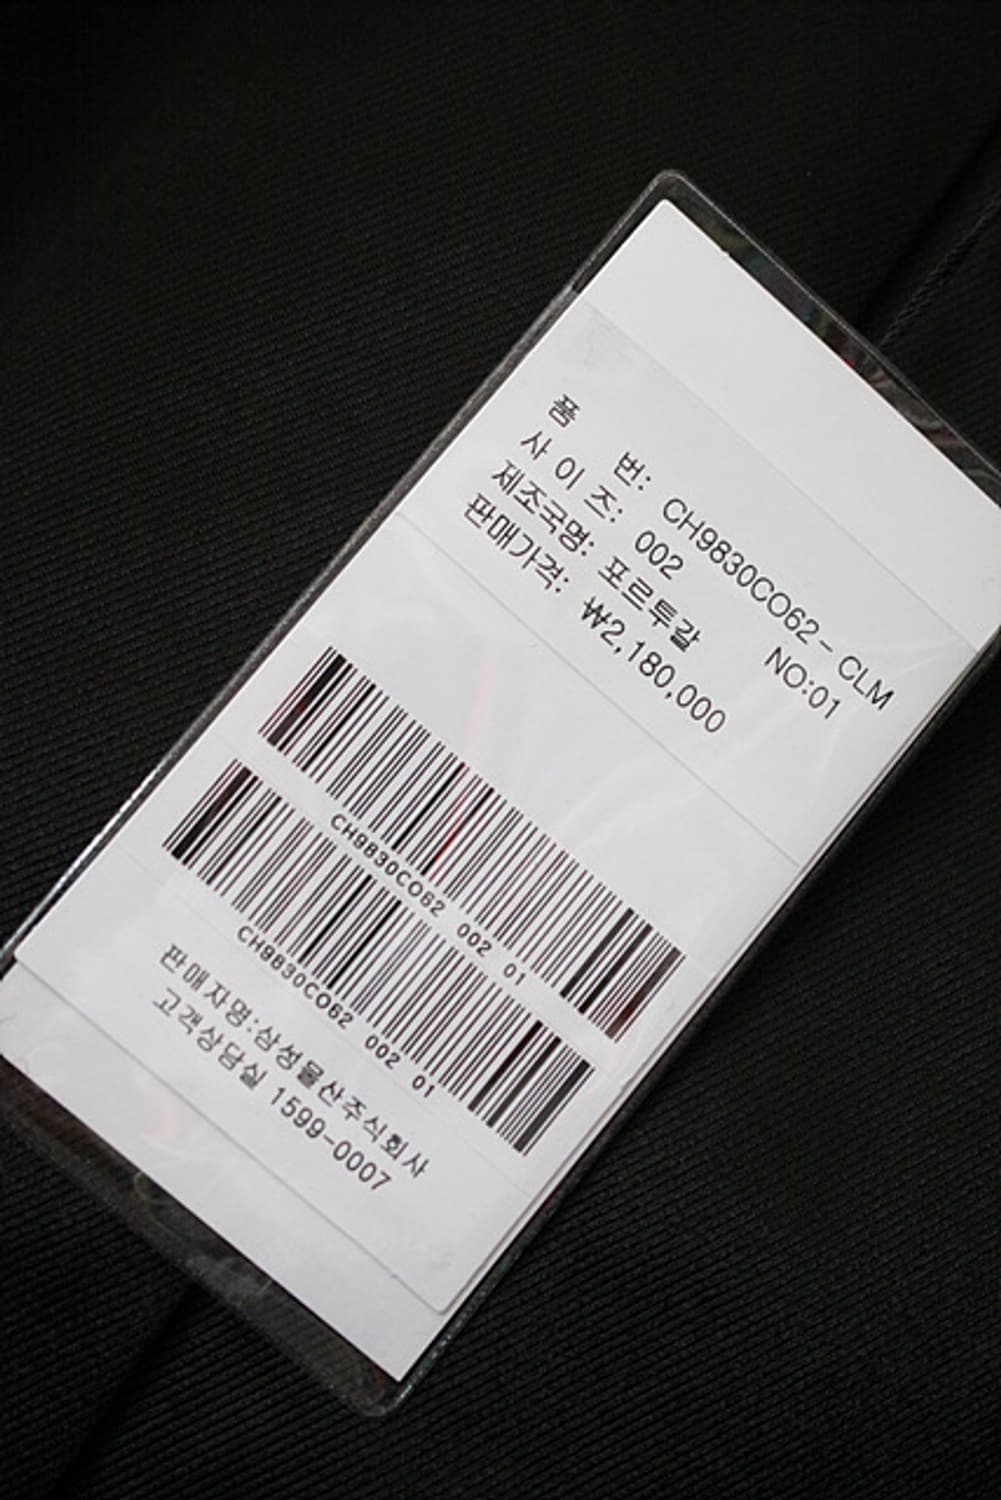 품 번: CH9830CO62- CLM
사 이 즈: 002 NO:01
제조국명: 포르투갈
판매가격: ₩2,180,000
CH9830CO62 002 01
CH9830CO62 002 01
판매자명:삼성물산주식회사
고객상담실 1599-0007